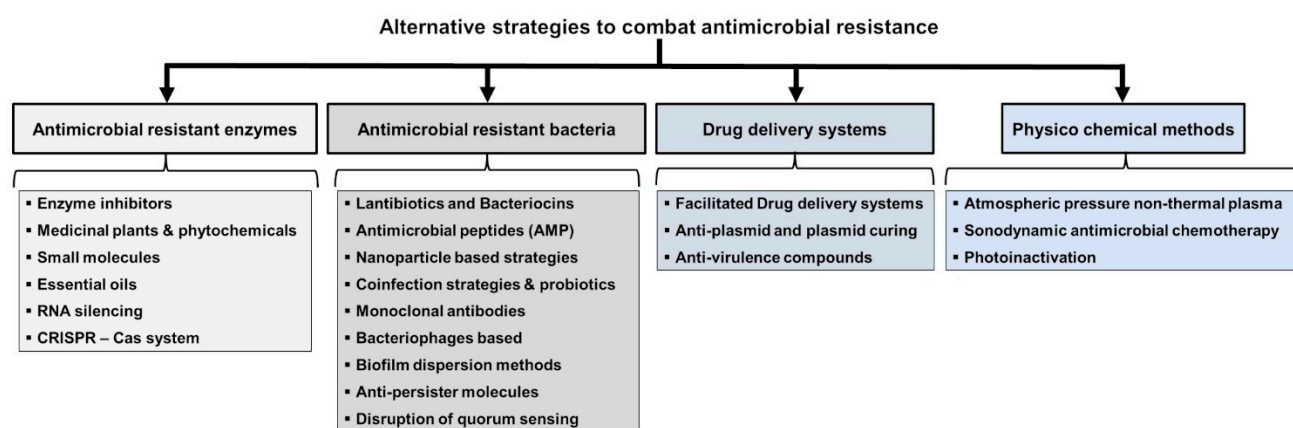 Alternative strategies to combat antimicrobial resistance
Antimicrobial resistant enzymes
▪ Enzyme inhibitors
▪ Medicinal plants & phytochemicals
▪ Small molecules
▪ Essential oils
▪ RNA silencing
▪ CRISPR – Cas system
Antimicrobial resistant bacteria
▪ Lantibiotics and Bacteriocins
▪ Antimicrobial peptides (AMP)
▪ Nanoparticle based strategies
▪ Coinfection strategies & probiotics
▪ Monoclonal antibodies
▪ Bacteriophages based
▪ Biofilm dispersion methods
▪ Anti-persister molecules
▪ Disruption of quorum sensing
Drug delivery systems
▪ Facilitated Drug delivery systems
▪ Anti-plasmid and plasmid curing
▪ Anti-virulence compounds
Physico chemical methods
▪ Atmospheric pressure non-thermal plasma
▪ Sonodynamic antimicrobial chemotherapy
▪ Photoinactivation